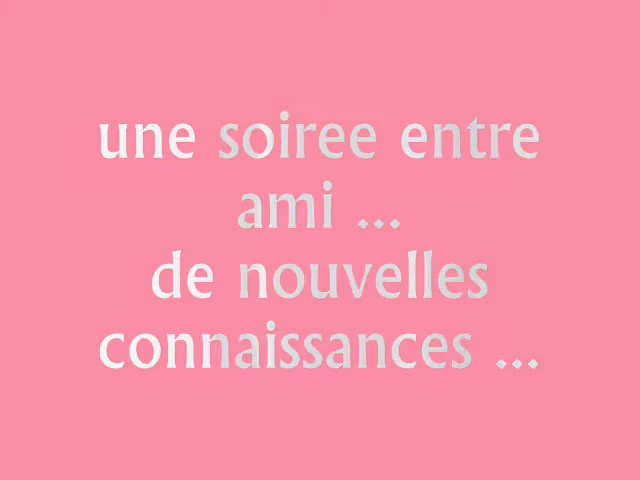 une soiree entre
ami ...
de nouvelles
connaissances ...